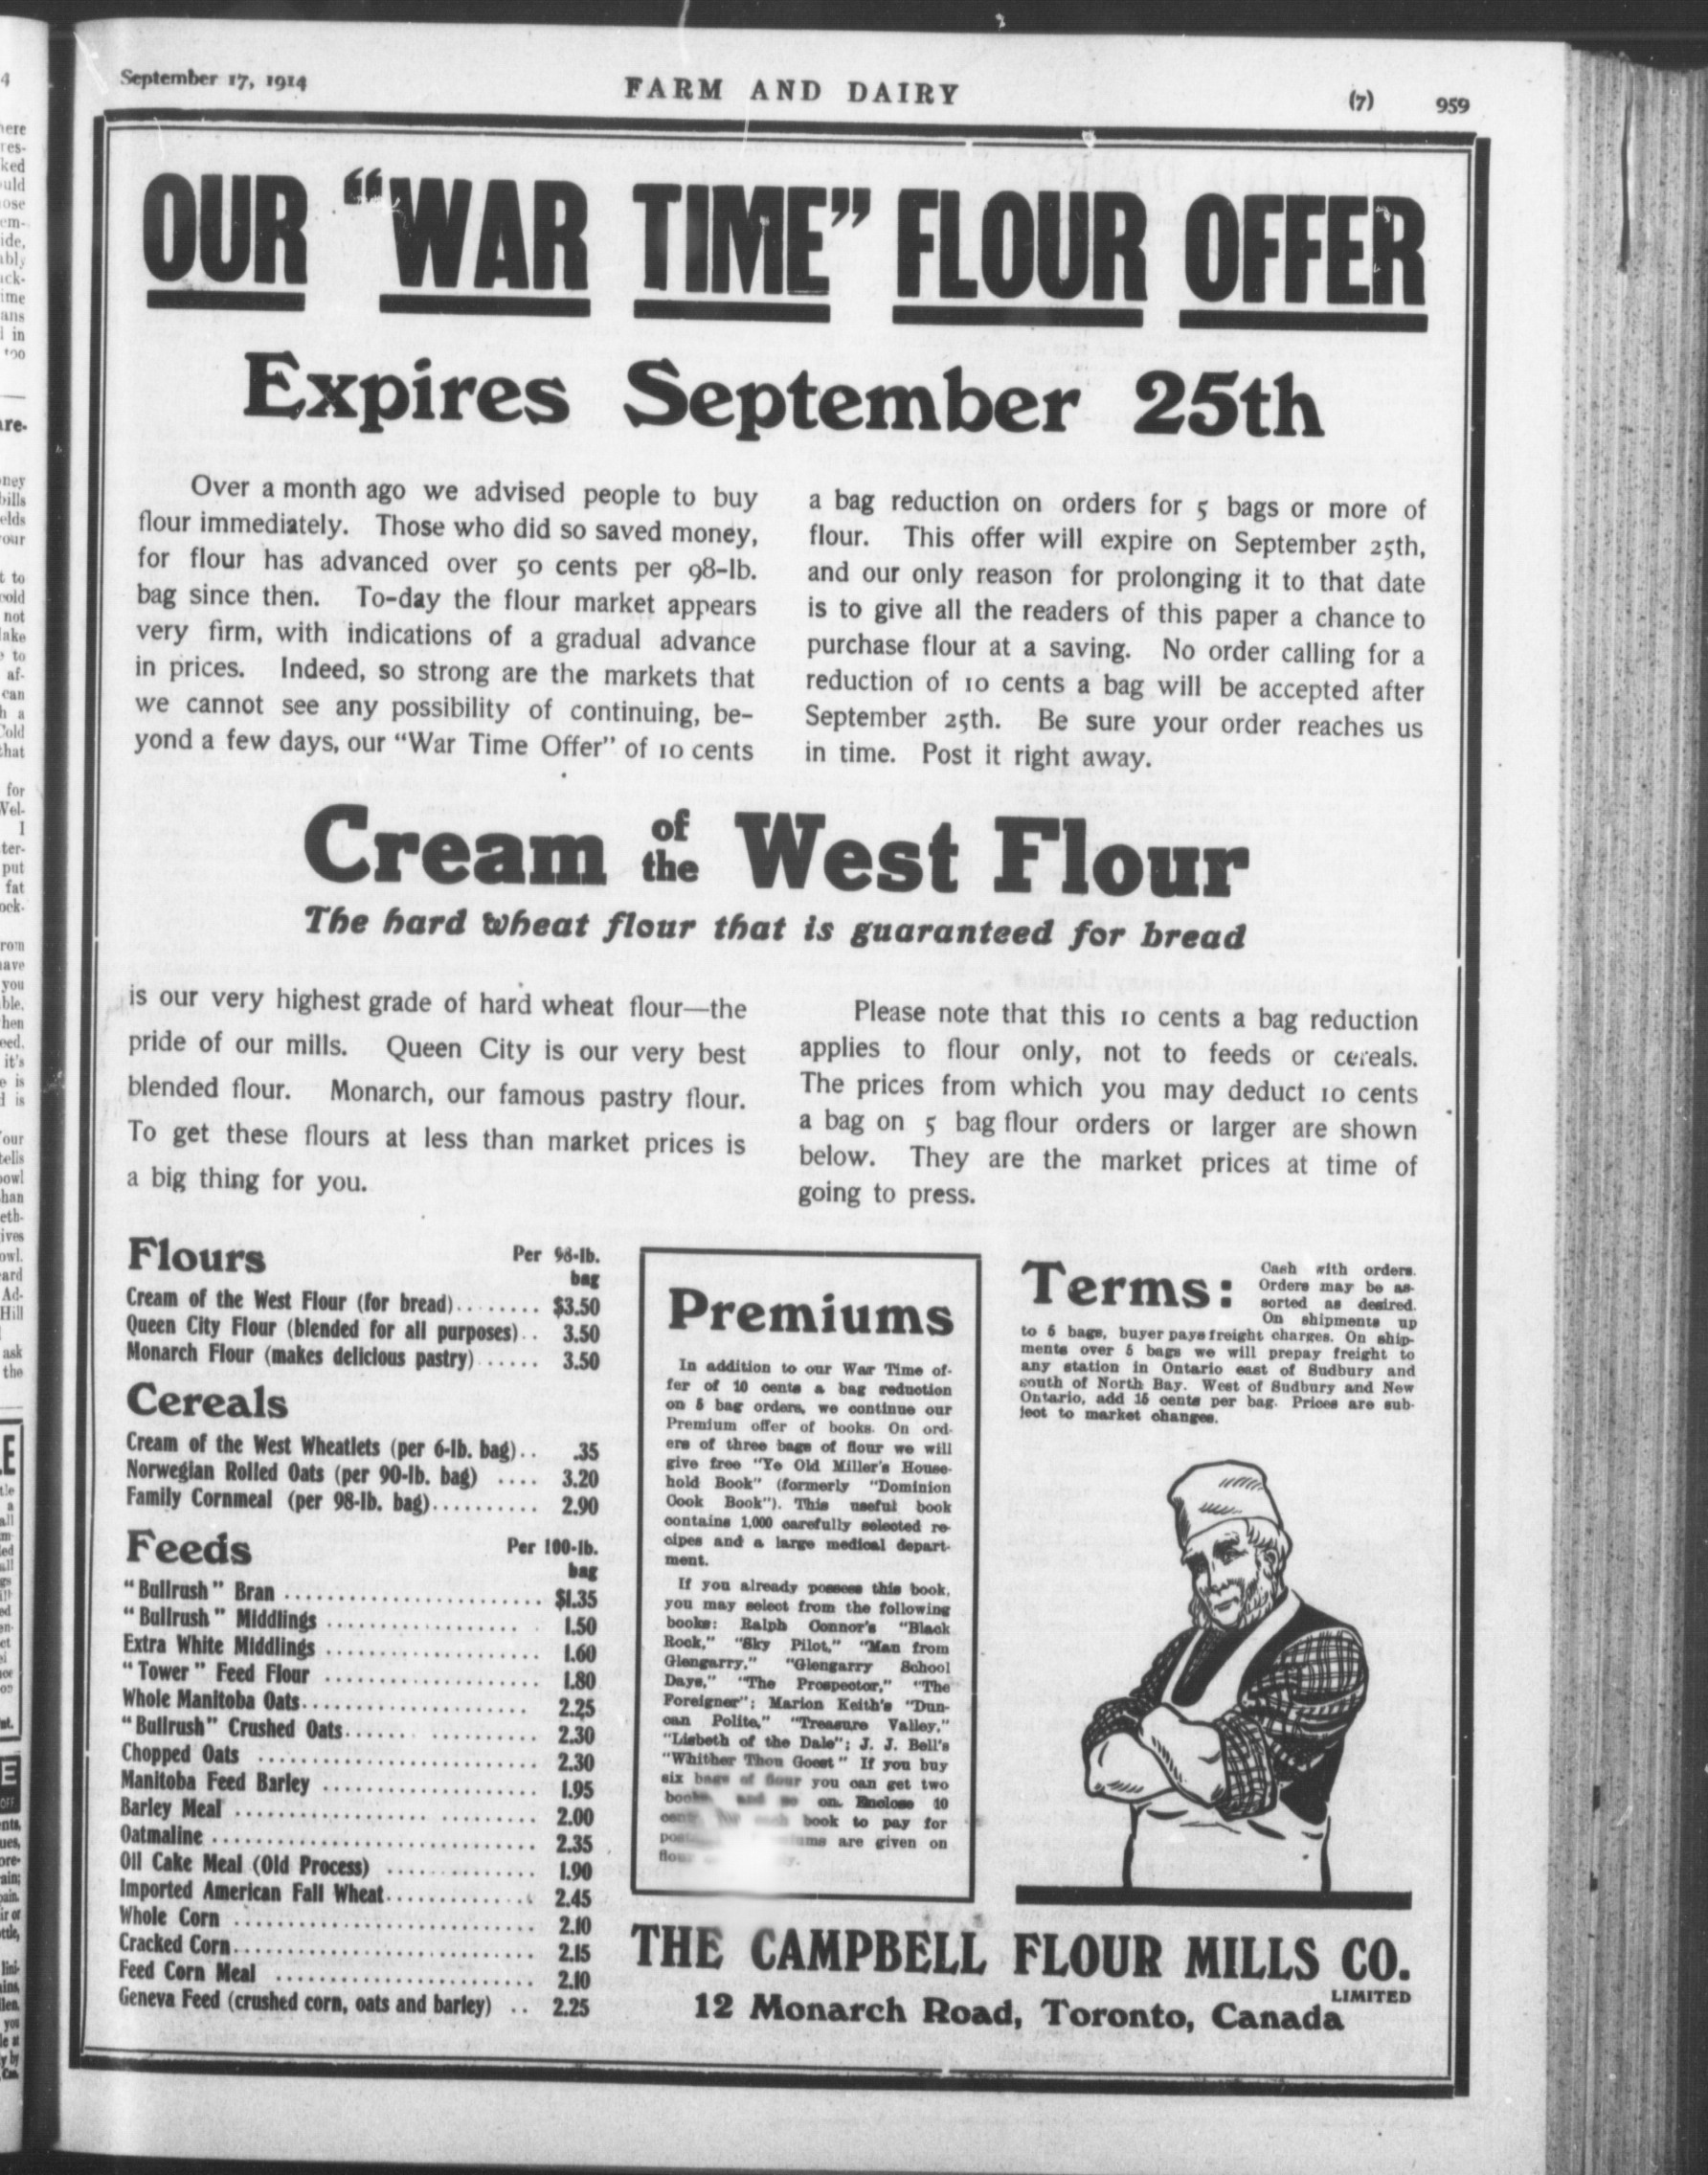 September 17, 1914
FARM AND DAIRY
(7) 959
OUR "WAR TIME" FLOUR OFFER
Expires September 25th
Over a month ago we advised people to buy
flour immediately. Those who did so saved money,
for flour has advanced over 50 cents per 98-lb.
bag since then. To-day the flour market appears
very firm, with indications of a gradual advance
in prices. Indeed, so strong are the markets that
we cannot see any possibility of continuing, be-
yond a few days, our "War Time Offer" of 10 cents
a bag reduction on orders for 5 bags or more of
flour. This offer will expire on September 25th,
and our only reason for prolonging it to that date
is to give all the readers of this paper a chance to
purchase flour at a saving. No order calling for a
reduction of 10 cents a bag will be accepted after
September 25th. Be sure your order reaches us
in time. Post it right away.
Cream of the West Flour
The hard wheat flour that is guaranteed for bread
is our very highest grade of hard wheat flour—the
pride of our mills. Queen City is our very best
blended flour. Monarch, our famous pastry flour.
To get these flours at less than market prices is
a big thing for you.
Please note that this 10 cents a bag reduction
applies to flour only, not to feeds or cereals.
The prices from which you may deduct 10 cents
a bag on 5 bag flour orders or larger are shown
below. They are the market prices at time of
going to press.
Flours Per 98-lb.
bag
Cream of the West Flour (for bread)........ $3.50
Queen City Flour (blended for all purposes).. 3.50
Monarch Flour (makes delicious pastry)...... 3.50
Cereals
Cream of the West Wheatlets (per 6-lb. bag).. .35
Norwegian Rolled Oats (per 90-lb. bag) .... 3.20
Family Cornmeal (per 98-lb. bag).......... 2.90
Feeds Per 100-lb.
bag
"Bullrush" Bran ........................ $1.35
"Bullrush" Middlings .................. 1.50
Extra White Middlings .................... 1.60
"Tower" Feed Flour .................... 1.80
Whole Manitoba Oats..................... 2.25
"Bullrush" Crushed Oats................ 2.30
Chopped Oats .......................... 2.30
Manitoba Feed Barley .................... 1.95
Barley Meal ............................ 2.00
Oatmaline .............................. 2.35
Oil Cake Meal (Old Process) .............. 1.90
Imported American Fall Wheat.............. 2.45
Whole Corn ............................ 2.10
Cracked Corn............................ 2.15
Feed Corn Meal ........................ 2.10
Geneva Feed (crushed corn, oats and barley) .. 2.25
Premiums
In addition to our War Time of-
fer of 10 cents a bag reduction
on 5 bag orders, we continue our
Premium offer of books. On ord-
ers of three bags of flour we will
give free "Ye Old Miller's House-
hold Book" (formerly "Dominion
Cook Book"). This useful book
contains 1,000 carefully selected re-
cipes and a large medical depart-
ment.
If you already possess this book,
you may select from the following
books: Ralph Connor's "Black
Rock," "Sky Pilot," "Man from
Glengarry," "Glengarry School
Days," "The Prospector," "The
Foreigner"; Marion Keith's "Dun-
can Polite," "Treasure Valley,"
"Lisbeth of the Dale"; J. J. Bell's
"Whither Thou Goest" If you buy
six bags of flour you can get two
books, and so on. Enclose 10
cents for each book to pay for
are given on
flour
Terms: Cash with orders.
Orders may be as-
sorted as desired.
On shipments up
to 5 bags, buyer pays freight charges. On ship-
ments over 5 bags we will prepay freight to
any station in Ontario east of Sudbury and
south of North Bay. West of Sudbury and New
Ontario, add 15 cents per bag. Prices are sub-
ject to market changes.
THE CAMPBELL FLOUR MILLS CO.
LIMITED
12 Monarch Road, Toronto, Canada